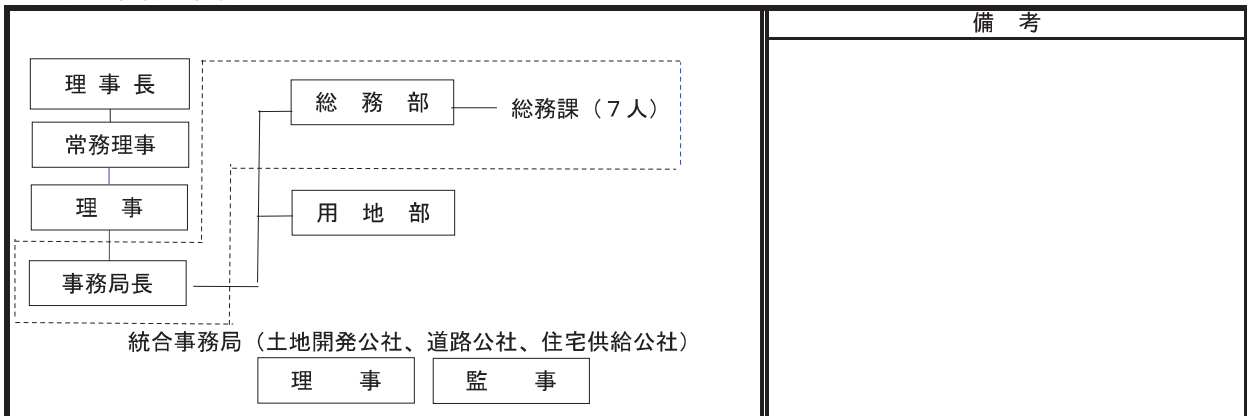 備 考
理 事 長
総 務 部
総務課（７人）
常務理事
理 事
用 地 部
事務局長
統合事務局（土地開発公社、道路公社、住宅供給公社）
理 事
監 事